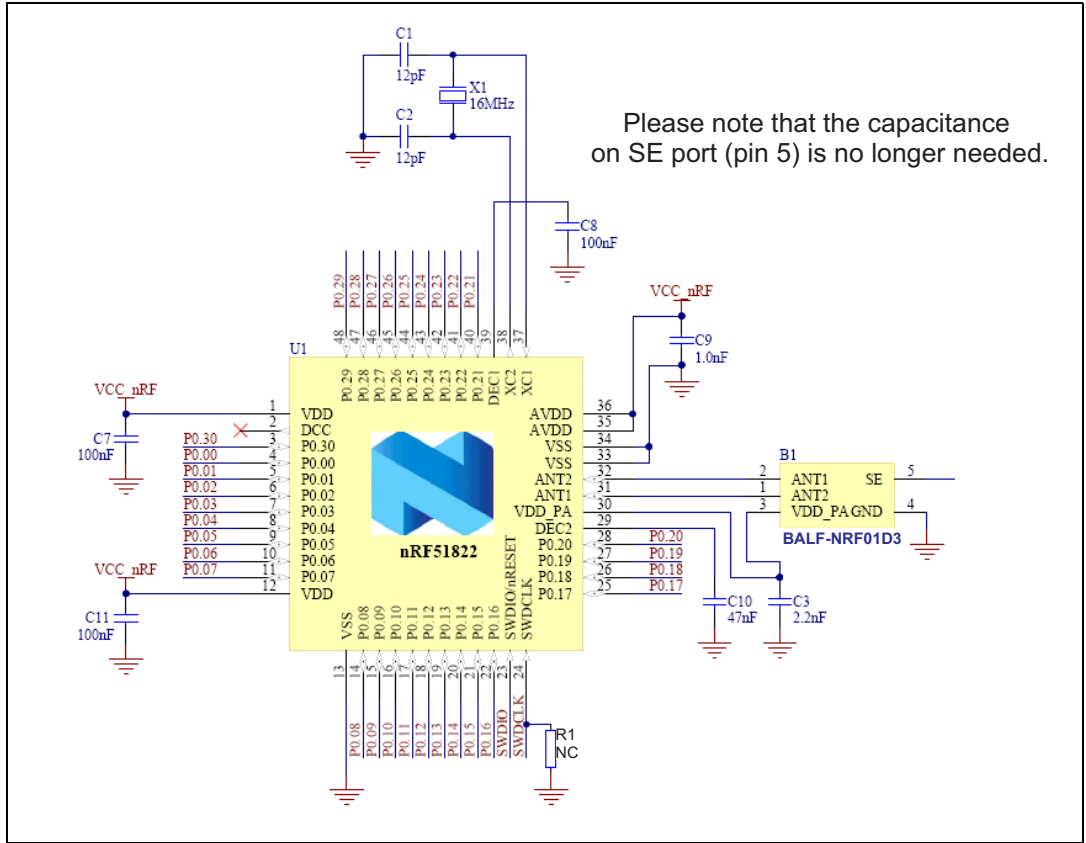 C1
12pF
X1
16MHz
C2
12pF
Please note that the capacitance
on SE port (pin 5) is no longer needed.
C8
100nF
P0.29
P0.28
P0.27
P0.26
P0.25
P0.24
P0.23
P0.22
P0.21
48
47
46
45
44
43
42
41
40
39
38
37
VCC_nRF
C9
1.0nF
U1
P0.29
P0.28
P0.27
P0.26
P0.25
P0.24
P0.23
P0.22
P0.21
DEC1
XC2
XC1
VCC_nRF
C7
100nF
1 VDD
2 DCC
P0.30 3 P0.30
P0.00 4 P0.00
P0.01 5 P0.01
P0.02 6 P0.02
P0.03 7 P0.03
P0.04 8 P0.04
P0.05 9 P0.05
P0.06 10 P0.06
P0.07 11 P0.07
12 VDD
VCC_nRF
C11
100nF
nRF51822
AVDD 36
AVDD 35
VSS 34
VSS 33
ANT2 32
ANT1 31
VDD_PA 30
DEC2 29
P0.20 28 P0.20
P0.19 27 P0.19
P0.18 26 P0.18
P0.17 25 P0.17
B1
2 ANT1 SE 5
1 ANT2
3 VDD_PA GND 4
BALF-NRF01D3
C10
47nF
C3
2.2nF
VSS
P0.08
P0.09
P0.10
P0.11
P0.12
P0.13
P0.14
P0.15
P0.16
SWDIO/nRESET
SWDCLK
13
14
15
16
17
18
19
20
21
22
23
24
P0.08
P0.09
P0.10
P0.11
P0.12
P0.13
P0.14
P0.15
P0.16
SWDIO
SWDCLK
R1
NC